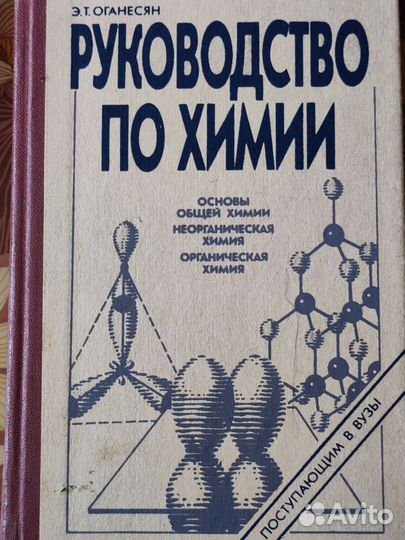 Э.Т. ОГАНЕСЯН
РУКОВОДСТВО
ПО ХИМИИ
ОСНОВЫ
ОБЩЕЙ ХИМИИ
НЕОРГАНИЧЕСКАЯ
ХИМИЯ
ОРГАНИЧЕСКАЯ
ХИМИЯ
ПОСТУПАЮЩИМ В ВУЗЫ
Avito